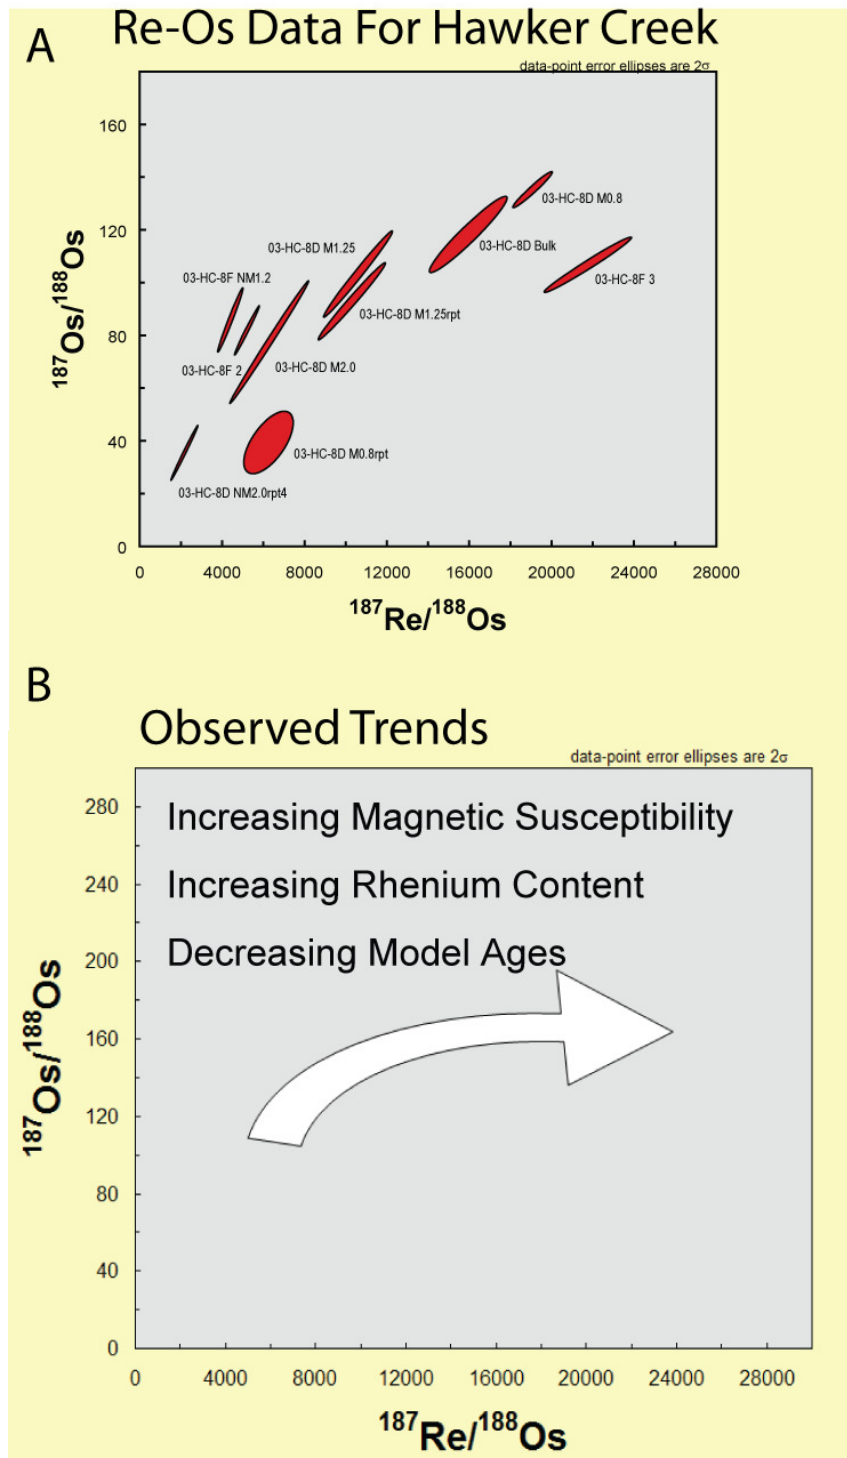 A
Re-Os Data For Hawker Creek
data-point error ellipses are 2σ
160
120
80
40
0
187Os/188Os
03-HC-8D M0.8
03-HC-8D Bulk
03-HC-8D M1.25
03-HC-8F 3
03-HC-8F NM1.2
03-HC-8D M1.25rpt
03-HC-8F 2
03-HC-8D M2.0
03-HC-8D M0.8rpt
03-HC-8D NM2.0rpt4
0 4000 8000 12000 16000 20000 24000 28000
187Re/188Os
B
Observed Trends
data-point error ellipses are 2σ
280
240
200
160
120
80
40
0
187Os/188Os
Increasing Magnetic Susceptibility
Increasing Rhenium Content
Decreasing Model Ages
0 4000 8000 12000 16000 20000 24000 28000
187Re/188Os